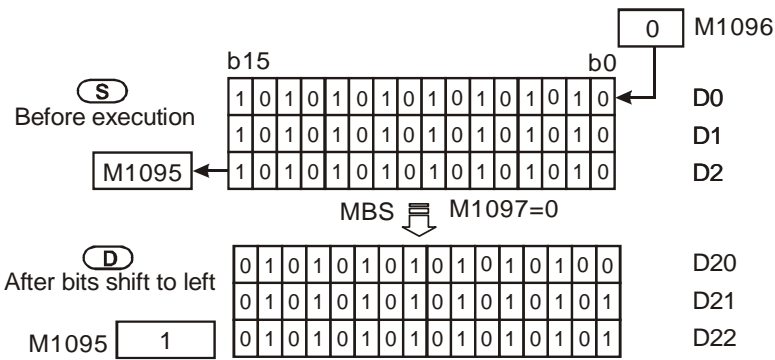 0 M1096
b15 b0
S
Before execution
1 0 1 0 1 0 1 0 1 0 1 0 1 0 1 0 D0
1 0 1 0 1 0 1 0 1 0 1 0 1 0 1 0 D1
M1095 1 0 1 0 1 0 1 0 1 0 1 0 1 0 1 0 D2
MBS M1097=0
D
After bits shift to left
0 1 0 1 0 1 0 1 0 1 0 1 0 1 0 0 D20
0 1 0 1 0 1 0 1 0 1 0 1 0 1 0 1 D21
M1095 1 0 1 0 1 0 1 0 1 0 1 0 1 0 1 0 1 D22